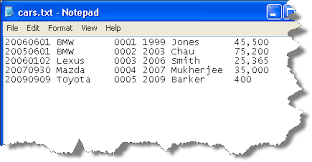 cars.txt - Notepad
File Edit Format View Help
20060601 BMW 0001 1999 Jones 45,500
20050601 BMW 0002 2003 Chau 75,200
20060102 Lexus 0003 2006 Smith 25,365
20070930 Mazda 0004 2007 Mukherjee 35,000
20090909 Toyota 0005 2009 Barker 400